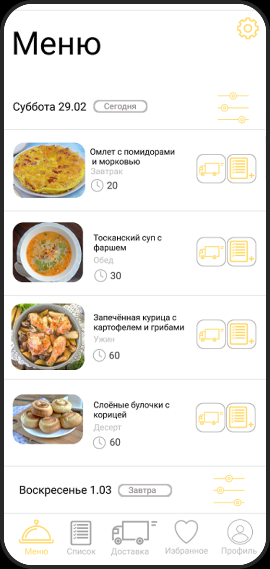 Меню
Суббота 29.02 Сегодня
Омлет с помидорами
и морковью
Завтрак
20
Тосканский суп с
фаршем
Обед
30
Запечённая курица с
картофелем и грибами
Ужин
60
Слоёные булочки с
корицей
Десерт
60
Воскресенье 1.03 Завтра
Меню Список Доставка Избранное Профиль